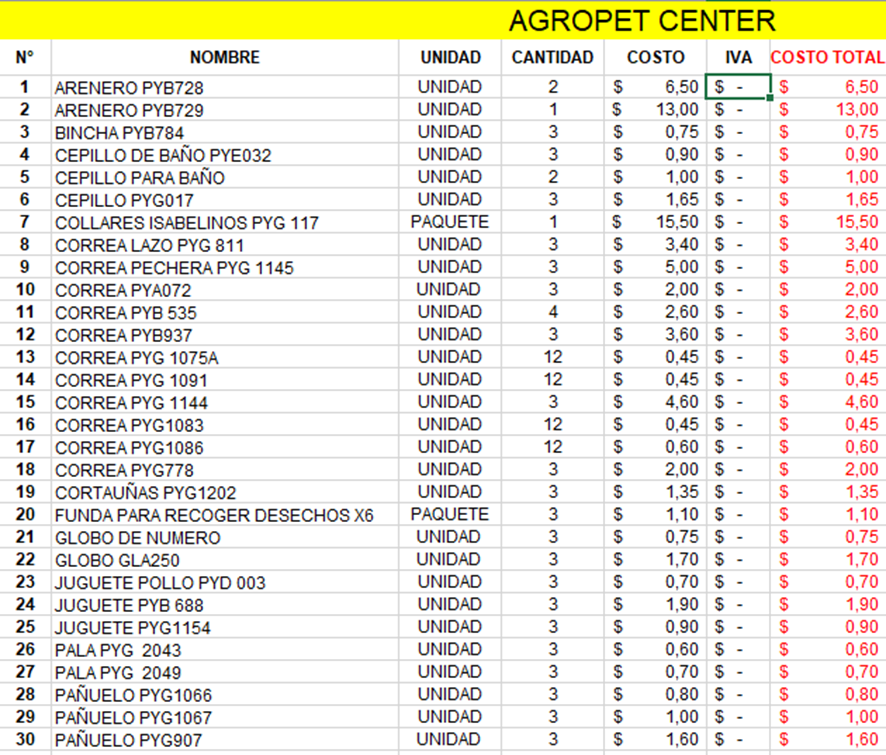 AGROPET CENTER
N° NOMBRE UNIDAD CANTIDAD COSTO IVA COSTO TOTAL
1 ARENERO PYB728 UNIDAD 2 $ 6,50 $ - $ 6,50
2 ARENERO PYB729 UNIDAD 1 $ 13,00 $ - $ 13,00
3 BINCHA PYB784 UNIDAD 3 $ 0,75 $ - $ 0,75
4 CEPILLO DE BAÑO PYE032 UNIDAD 3 $ 0,90 $ - $ 0,90
5 CEPILLO PARA BAÑO UNIDAD 2 $ 1,00 $ - $ 1,00
6 CEPILLO PYG017 UNIDAD 3 $ 1,65 $ - $ 1,65
7 COLLARES ISABELINOS PYG 117 PAQUETE 1 $ 15,50 $ - $ 15,50
8 CORREA LAZO PYG 811 UNIDAD 3 $ 3,40 $ - $ 3,40
9 CORREA PECHERA PYG 1145 UNIDAD 3 $ 5,00 $ - $ 5,00
10 CORREA PYA072 UNIDAD 3 $ 2,00 $ - $ 2,00
11 CORREA PYB 535 UNIDAD 4 $ 2,60 $ - $ 2,60
12 CORREA PYB937 UNIDAD 3 $ 3,60 $ - $ 3,60
13 CORREA PYG 1075A UNIDAD 12 $ 0,45 $ - $ 0,45
14 CORREA PYG 1091 UNIDAD 12 $ 0,45 $ - $ 0,45
15 CORREA PYG 1144 UNIDAD 3 $ 4,60 $ - $ 4,60
16 CORREA PYG1083 UNIDAD 12 $ 0,45 $ - $ 0,45
17 CORREA PYG1086 UNIDAD 12 $ 0,60 $ - $ 0,60
18 CORREA PYG778 UNIDAD 3 $ 2,00 $ - $ 2,00
19 CORTAUÑAS PYG1202 UNIDAD 3 $ 1,35 $ - $ 1,35
20 FUNDA PARA RECOGER DESECHOS X6 PAQUETE 3 $ 1,10 $ - $ 1,10
21 GLOBO DE NUMERO UNIDAD 3 $ 0,75 $ - $ 0,75
22 GLOBO GLA250 UNIDAD 3 $ 1,70 $ - $ 1,70
23 JUGUETE POLLO PYD 003 UNIDAD 3 $ 0,70 $ - $ 0,70
24 JUGUETE PYB 688 UNIDAD 3 $ 1,90 $ - $ 1,90
25 JUGUETE PYG1154 UNIDAD 3 $ 0,90 $ - $ 0,90
26 PALA PYG 2043 UNIDAD 3 $ 0,60 $ - $ 0,60
27 PALA PYG 2049 UNIDAD 3 $ 0,70 $ - $ 0,70
28 PAÑUELO PYG1066 UNIDAD 3 $ 0,80 $ - $ 0,80
29 PAÑUELO PYG1067 UNIDAD 3 $ 1,00 $ - $ 1,00
30 PAÑUELO PYG907 UNIDAD 3 $ 1,60 $ - $ 1,60